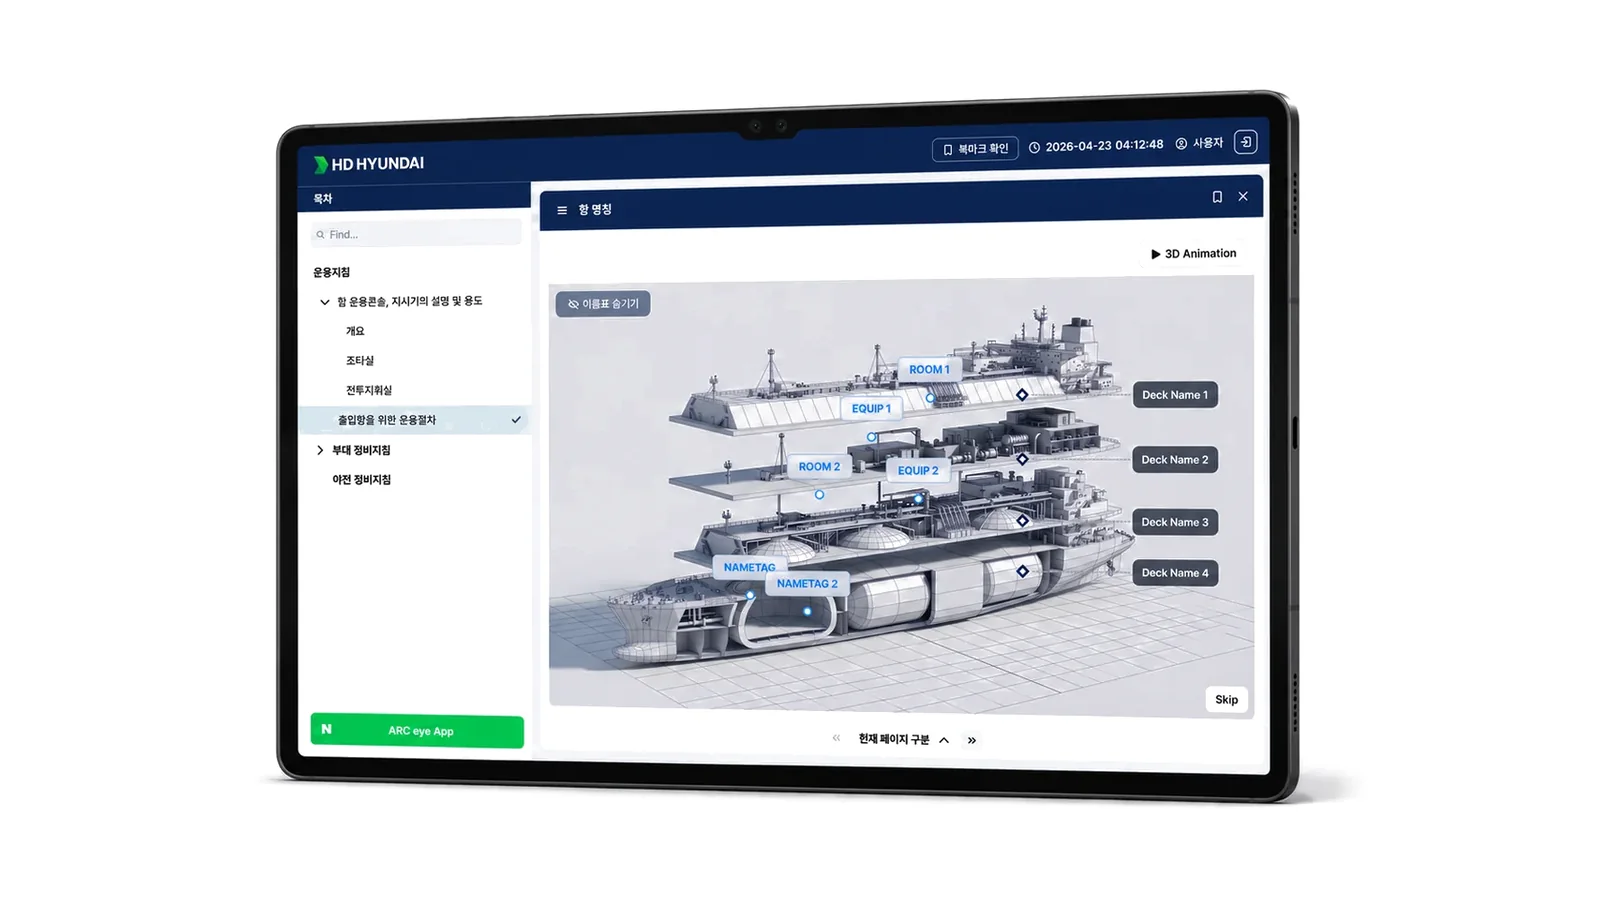 HD HYUNDAI
복마크 확인
2026-04-23 04:12:48
사용자
목차
Find...
운용지침
함 운용콘솔, 지시기의 설명 및 용도
개요
조타실
전투지휘실
출입항을 위한 운용절차
부대 정비지침
야전 정비지침
N ARC eye App
함 명칭
3D Animation
이름표 숨기기
ROOM 1
EQUIP 1
ROOM 2
EQUIP 2
NAMETAG
NAMETAG 2
Deck Name 1
Deck Name 2
Deck Name 3
Deck Name 4
Skip
현재 페이지 구분